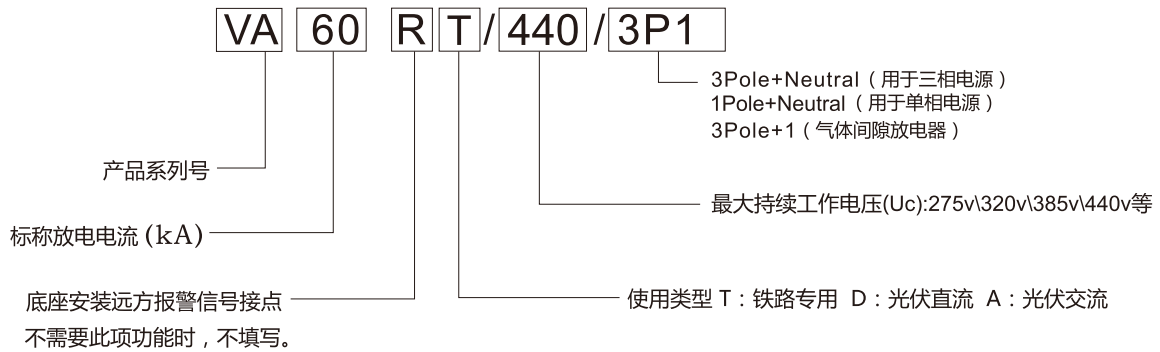 VA 60 R T/440/3P1
3Pole+Neutral（用于三相电源）
1Pole+Neutral（用于单相电源）
3Pole+1（气体间隙放电器）
产品系列号
最大持续工作电压(Uc):275v\320v\385v\440v等
标称放电电流(kA)
底座安装远方报警信号接点
不需要此项功能时，不填写。
使用类型 T：铁路专用 D：光伏直流 A：光伏交流